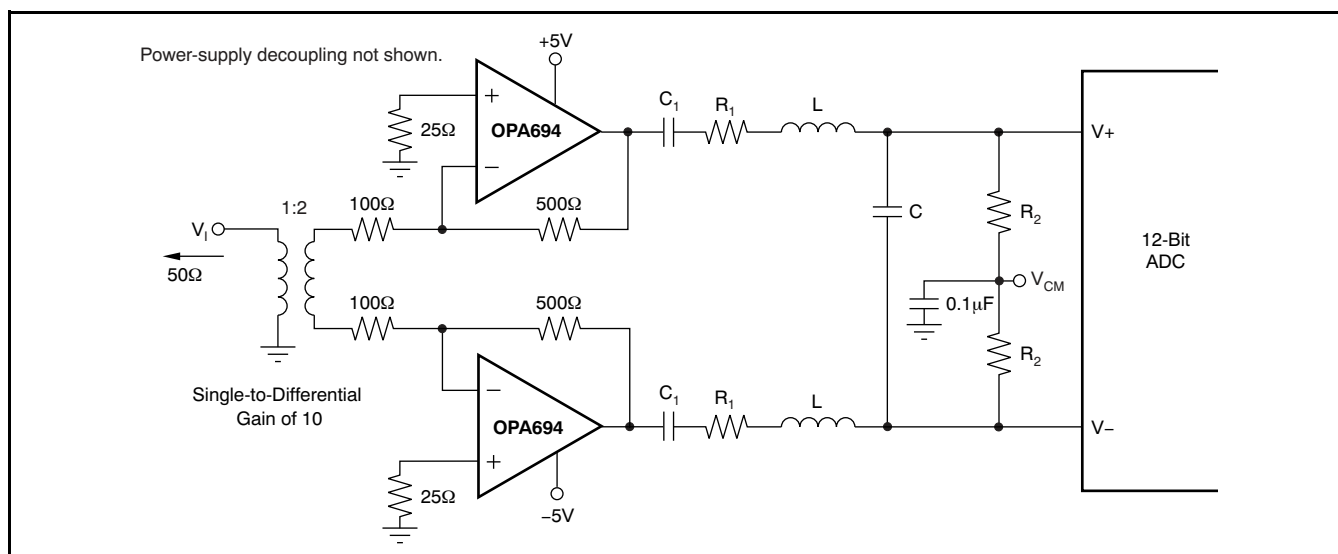 Power-supply decoupling not shown.
+5V
+
25Ω
OPA694
−
C1
R1
L
V+
1:2
100Ω
500Ω
VI
50Ω
C
R2
12-Bit
ADC
VCM
0.1μF
100Ω
500Ω
R2
Single-to-Differential
Gain of 10
−
OPA694
+
C1
R1
L
V−
25Ω
−5V